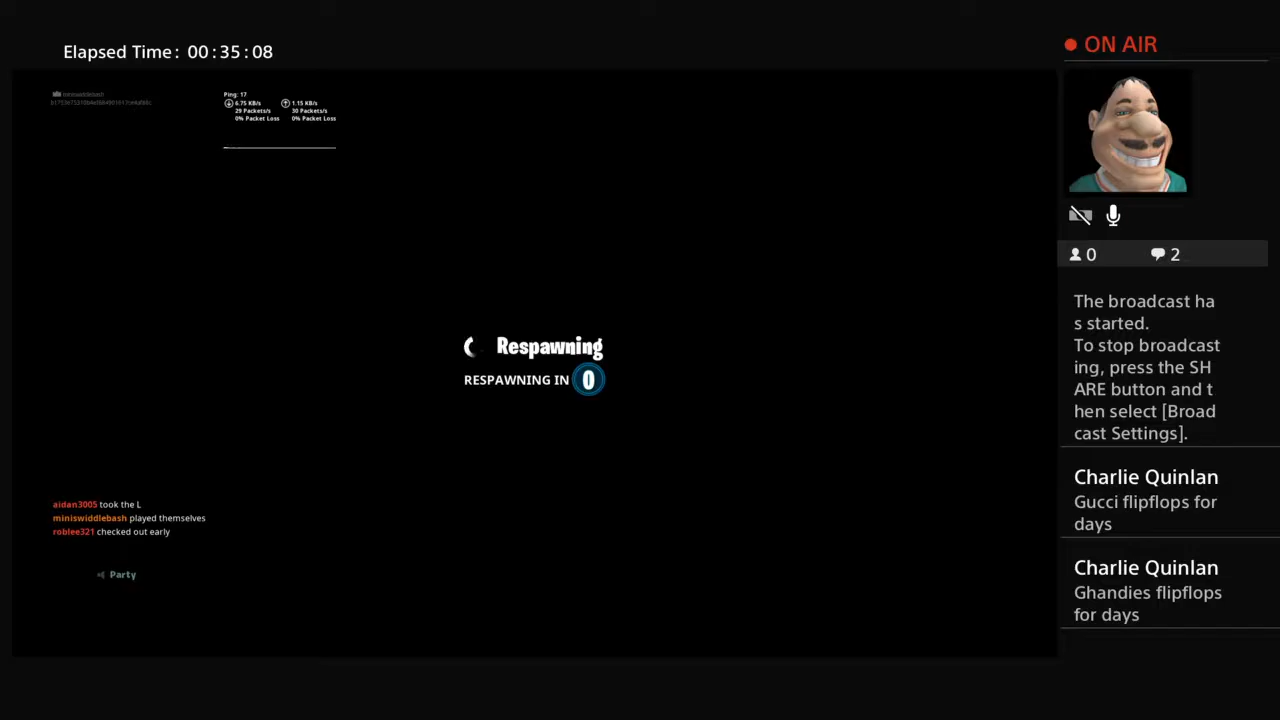 Elapsed Time: 00:35:08
ON AIR
Ping: 17
6.75 KB/s 1.15 KB/s
29 Packets/s 30 Packets/s
0% Packet Loss 0% Packet Loss
0 2
The broadcast ha
s started.
To stop broadcast
ing, press the SH
ARE button and t
hen select [Broad
cast Settings].
Respawning
RESPAWNING IN 0
Charlie Quinlan
Gucci flipflops for
days
aidan3005 took the L
miniswiddlebash played themselves
roblee321 checked out early
Charlie Quinlan
Ghandies flipflops
for days
Party